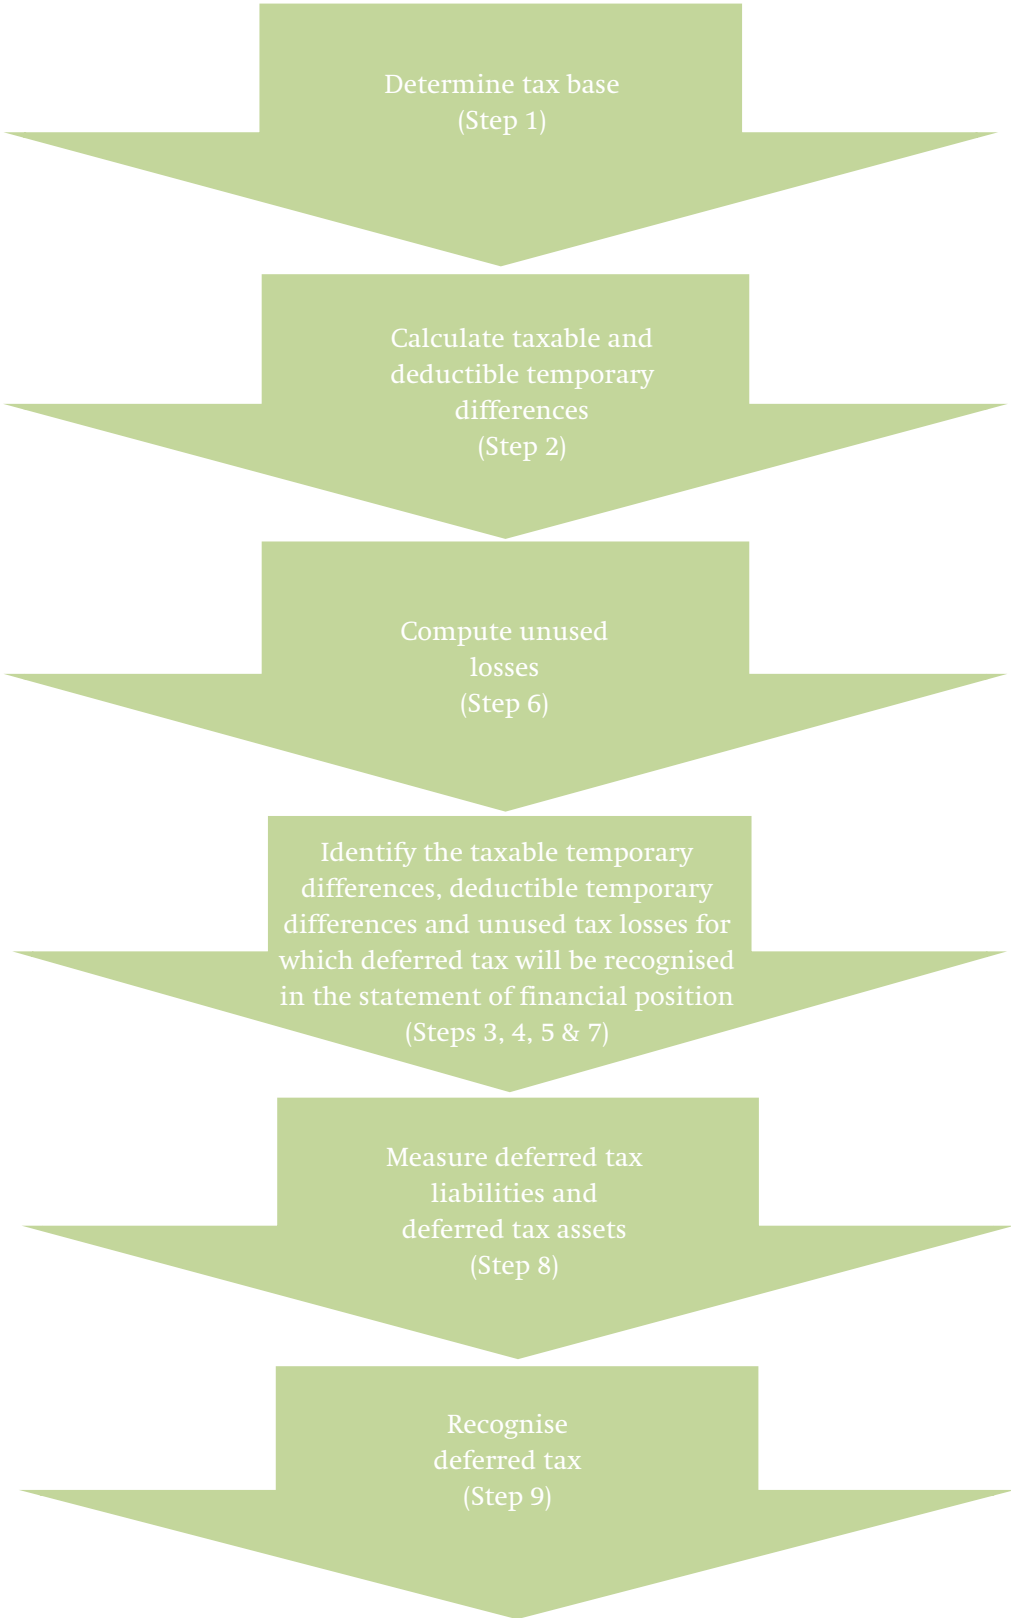 Determine tax base
(Step 1)
Calculate taxable and
deductible temporary
differences
(Step 2)
Compute unused
losses
(Step 6)
Identify the taxable temporary
differences, deductible temporary
differences and unused tax losses for
which deferred tax will be recognised
in the statement of financial position
(Steps 3, 4, 5 & 7)
Measure deferred tax
liabilities and
deferred tax assets
(Step 8)
Recognise
deferred tax
(Step 9)